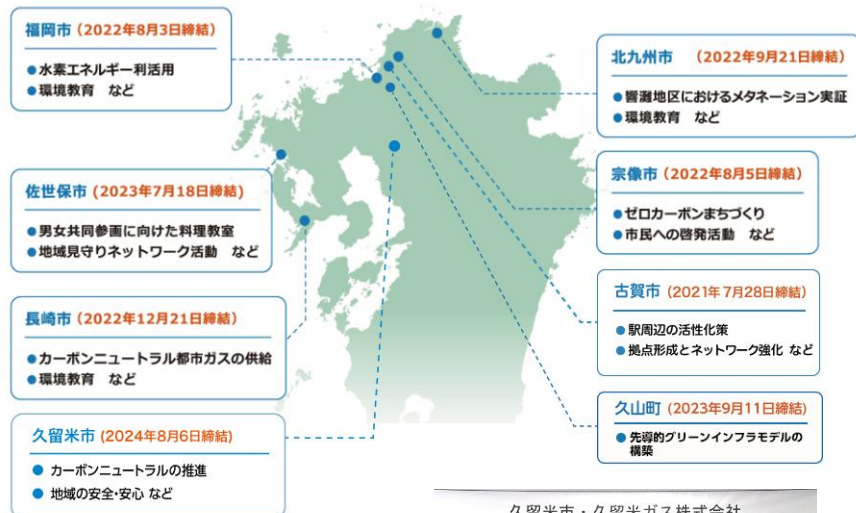 福岡市 (2022年8月3日締結)
●水素エネルギー利活用
●環境教育 など
佐世保市 (2023年7月18日締結)
●男女共同参画に向けた料理教室
●地域見守りネットワーク活動 など
長崎市 (2022年12月21日締結)
●カーボンニュートラル都市ガスの供給
●環境教育 など
久留米市 (2024年8月6日締結)
● カーボンニュートラルの推進
● 地域の安全・安心 など
北九州市 (2022年9月21日締結)
●響灘地区におけるメタネーション実証
●環境教育 など
宗像市 (2022年8月5日締結)
●ゼロカーボンまちづくり
●市民への啓発活動 など
古賀市 (2021年7月28日締結)
●駅周辺の活性化策
●拠点形成とネットワーク強化 など
久山町 (2023年9月11日締結)
●先導的グリーンインフラモデルの
構築
久留米市・久留米ガス株式会社